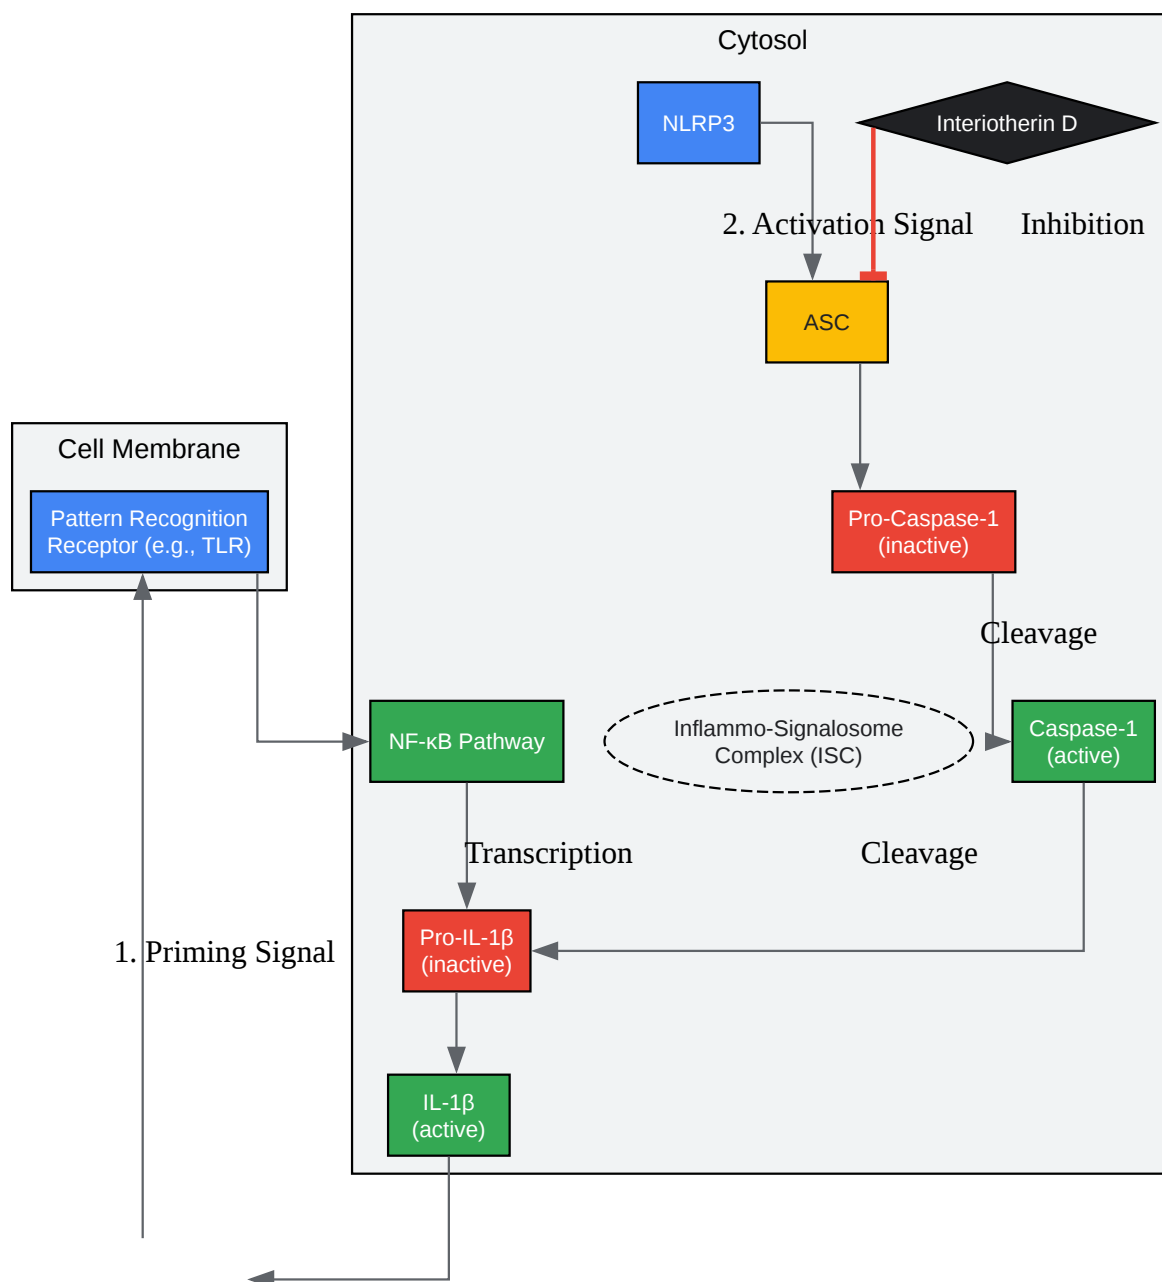 Cytosol
NLRP3
Interiotherin D
2. Activation Signal
Inhibition
ASC
Cell Membrane
Pattern Recognition
Receptor (e.g., TLR)
Pro-Caspase-1
(inactive)
Cleavage
NF-κB Pathway
Inflammo-Signalosome
Complex (ISC)
Caspase-1
(active)
Transcription
Cleavage
Pro-IL-1β
(inactive)
1. Priming Signal
IL-1β
(active)